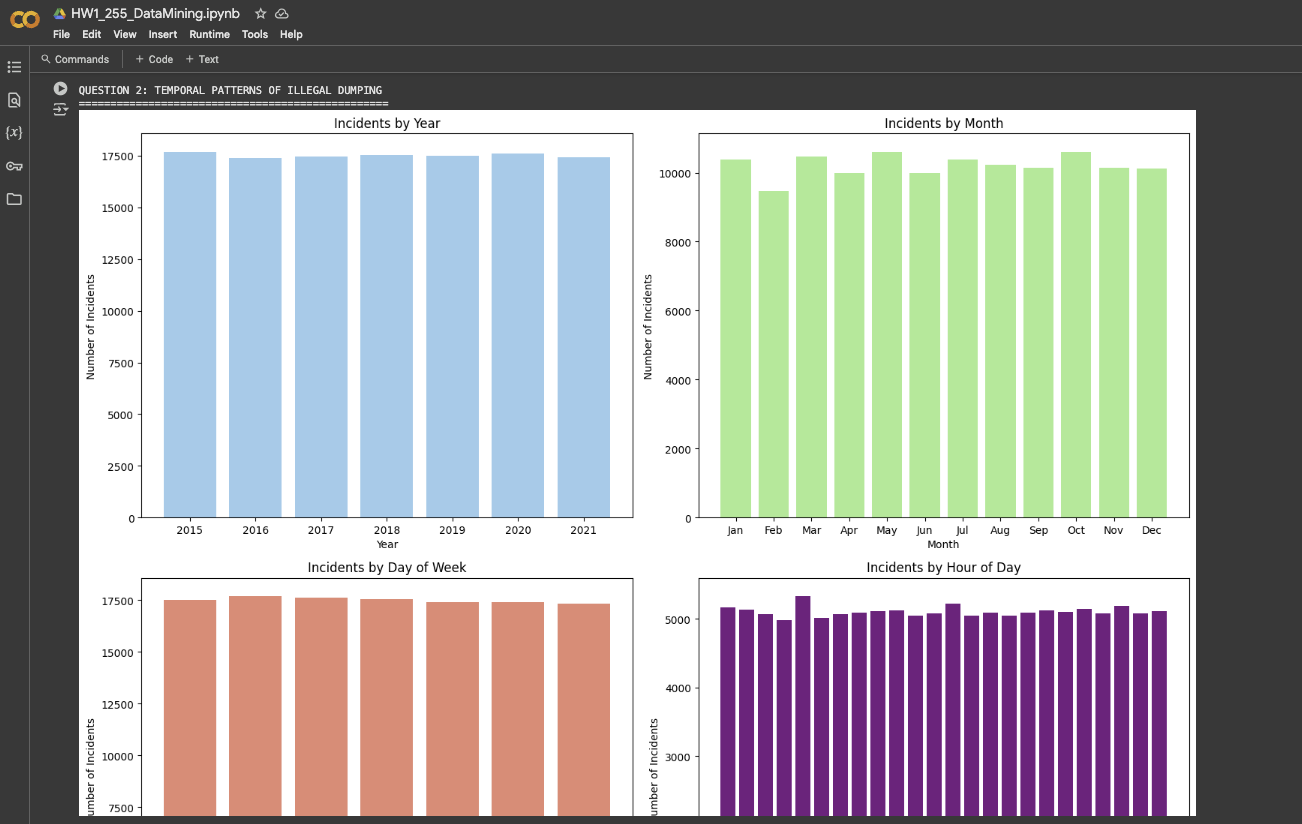 HW1_255_DataMining.ipynb
File Edit View Insert Runtime Tools Help
Commands + Code + Text
QUESTION 2: TEMPORAL PATTERNS OF ILLEGAL DUMPING
==================================================
Incidents by Year
17500
15000
12500
10000
7500
5000
2500
0
Number of Incidents
2015 2016 2017 2018 2019 2020 2021
Year
Incidents by Month
10000
8000
6000
4000
2000
0
Number of Incidents
Jan Feb Mar Apr May Jun Jul Aug Sep Oct Nov Dec
Month
Incidents by Day of Week
17500
15000
12500
10000
7500
umber of Incidents
Incidents by Hour of Day
5000
4000
3000
umber of Incidents
{x}